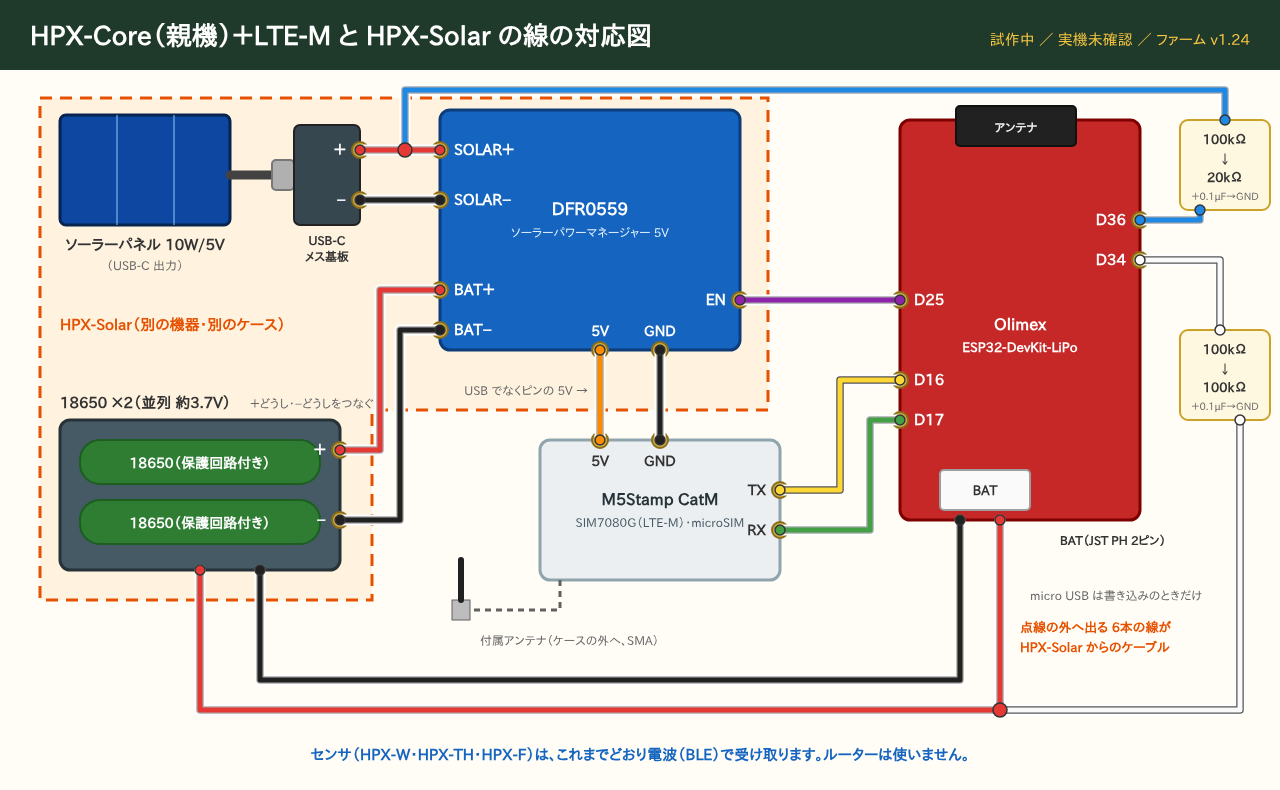 HPX-Core（親機）＋LTE-M と HPX-Solar の線の対応図
試作中 ／ 実機未確認 ／ ファーム v1.24
アンテナ
100kΩ
↓
20kΩ
+0.1μF→GND
+
−
SOLAR+
SOLAR−
DFR0559
ソーラーパワーマネージャー 5V
ソーラーパネル 10W/5V
（USB-C 出力）
USB-C
メス基板
D36
D34
BAT+
BAT−
EN
D25
5V
GND
HPX-Solar（別の機器・別のケース）
Olimex
ESP32-DevKit-LiPo
100kΩ
↓
100kΩ
+0.1μF→GND
USB でなくピンの 5V →
D16
D17
18650 ×2（並列 約3.7V）
+どうし・−どうしをつなぐ
18650（保護回路付き）
+
18650（保護回路付き）
−
5V
GND
M5Stamp CatM
SIM7080G（LTE-M）・microSIM
TX
RX
BAT
BAT（JST PH 2ピン）
micro USB は書き込みのときだけ
点線の外へ出る 6本の線が
HPX-Solar からのケーブル
付属アンテナ（ケースの外へ、SMA）
センサ（HPX-W・HPX-TH・HPX-F）は、これまでどおり電波（BLE）で受け取ります。ルーターは使いません。